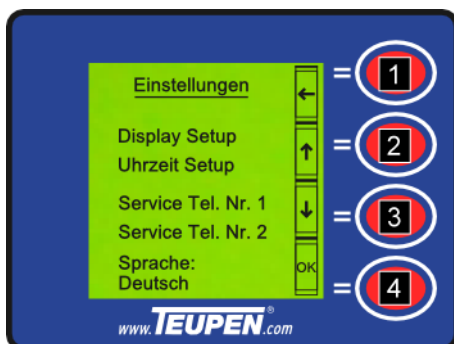 Einstellungen
←
= 1
Display Setup
↑
= 2
Uhrzeit Setup
Service Tel. Nr. 1
↓
= 3
Service Tel. Nr. 2
Sprache:
OK
Deutsch
= 4
www.TEUPEN®.com